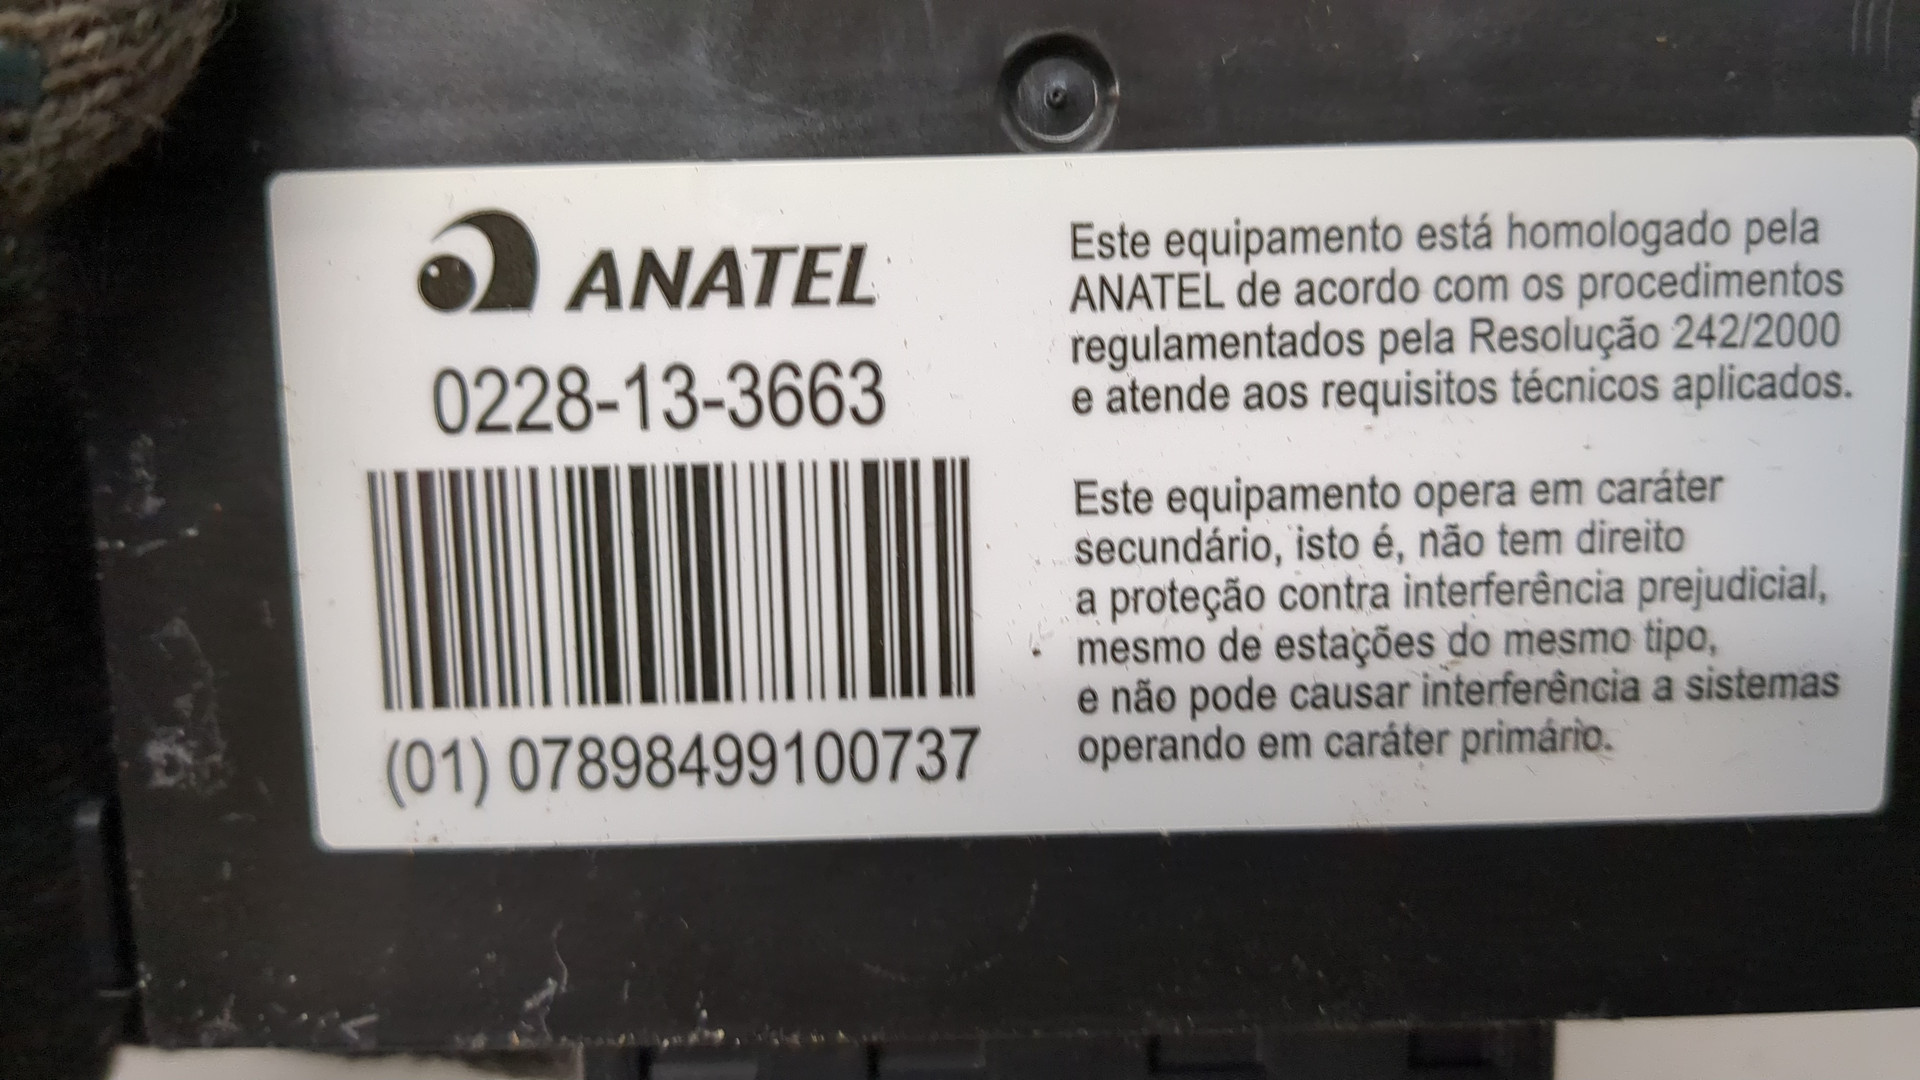 ANATEL
0228-13-3663
(01) 07898499100737
Este equipamento está homologado pela
ANATEL de acordo com os procedimentos
regulamentados pela Resolução 242/2000
e atende aos requisitos técnicos aplicados.
Este equipamento opera em caráter
secundário, isto é, não tem direito
a proteção contra interferência prejudicial,
mesmo de estações do mesmo tipo,
e não pode causar interferência a sistemas
operando em caráter primário.